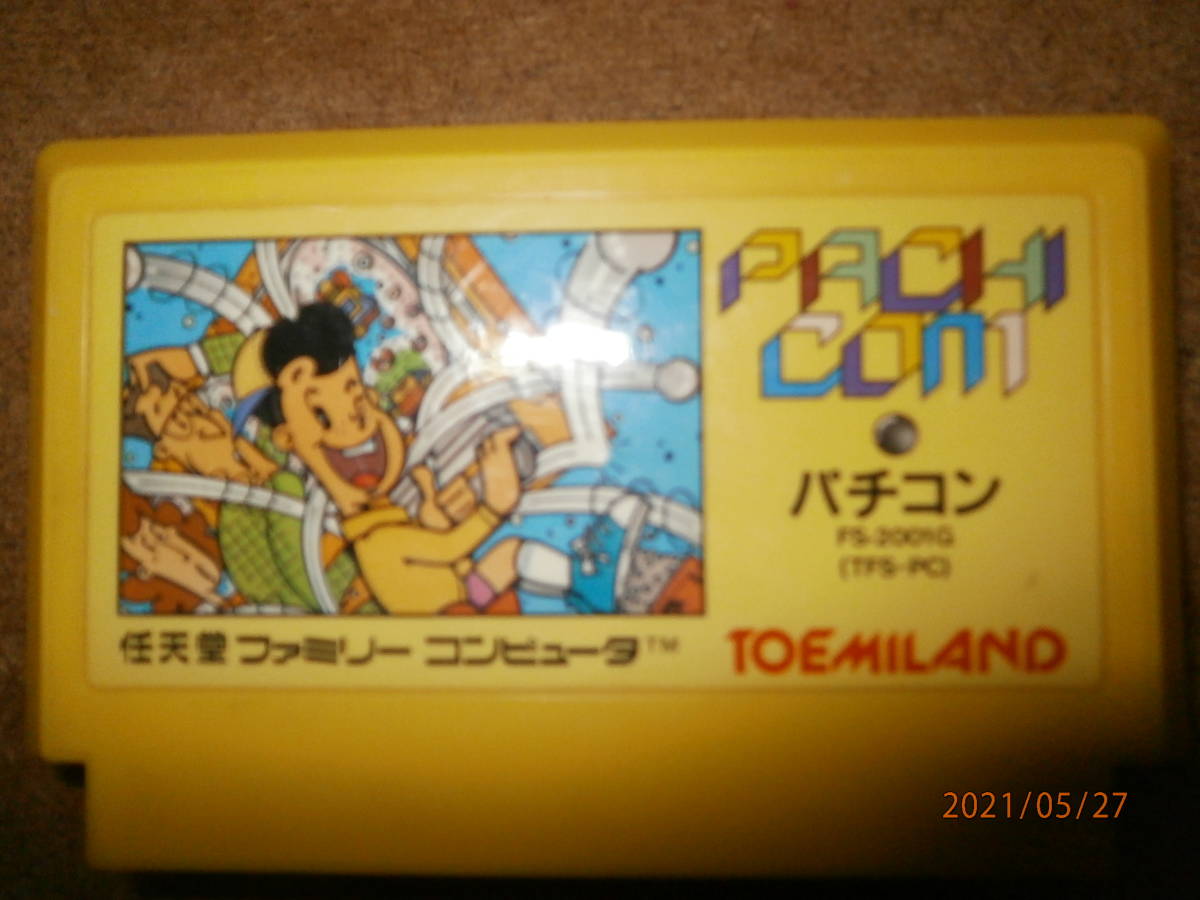 PACHI
COM
パチコン
FS-2001G
(TFS-PC)
任天堂 ファミリー コンピュータ™
TOEMILAND
2021/05/27